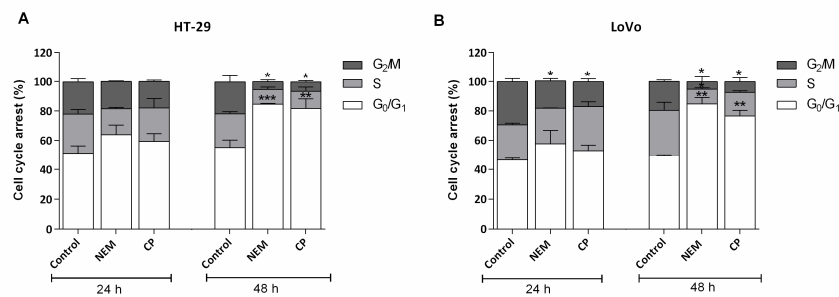 A
HT-29
Cell cycle arrest (%)
120
100
80
60
40
20
0
* *
*** **
Control NEM CP Control NEM CP
24 h 48 h
G2/M
S
G0/G1
B
LoVo
Cell cycle arrest (%)
120
100
80
60
40
20
0
* * * *
*
** **
Control NEM CP Control NEM CP
24 h 48 h
G2/M
S
G0/G1